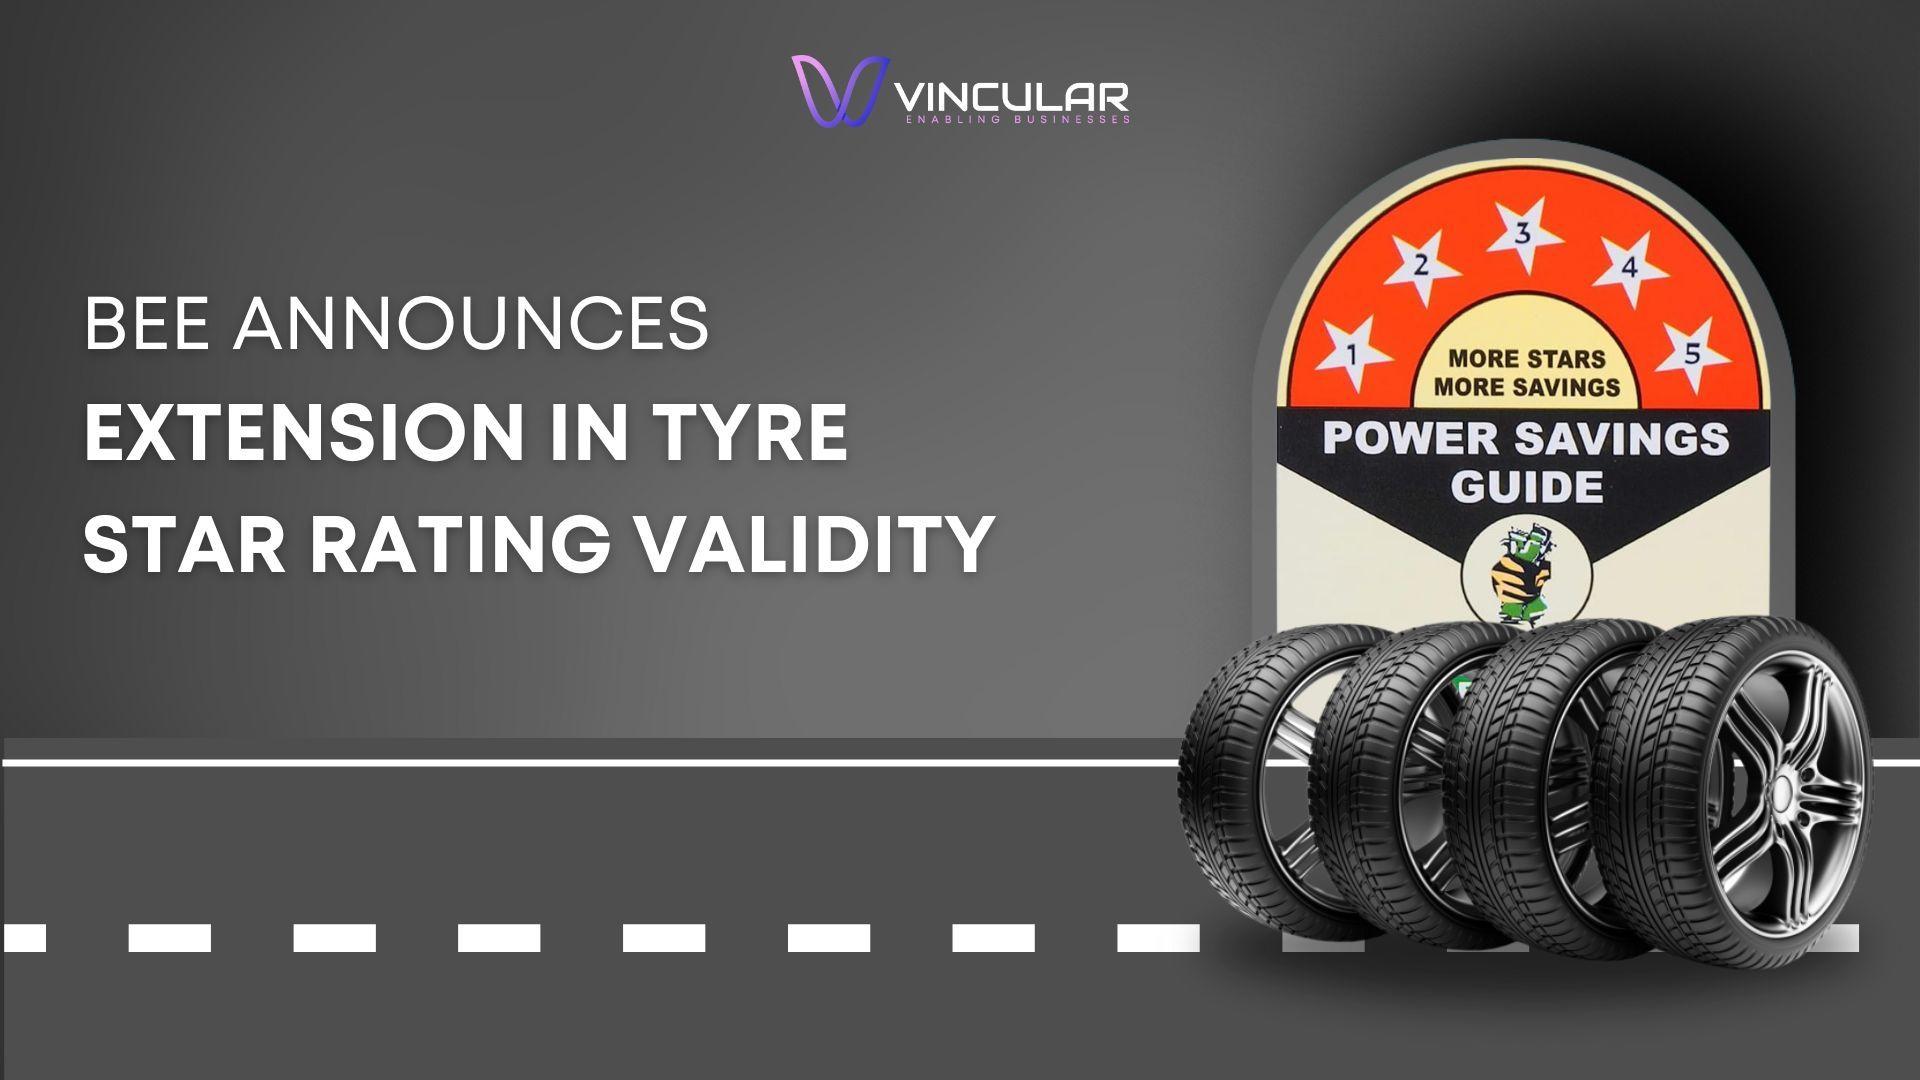 VINCULAR
ENABLING BUSINESSES
BEE ANNOUNCES
EXTENSION IN TYRE
STAR RATING VALIDITY
1 2 3 4 5
MORE STARS
MORE SAVINGS
POWER SAVINGS
GUIDE